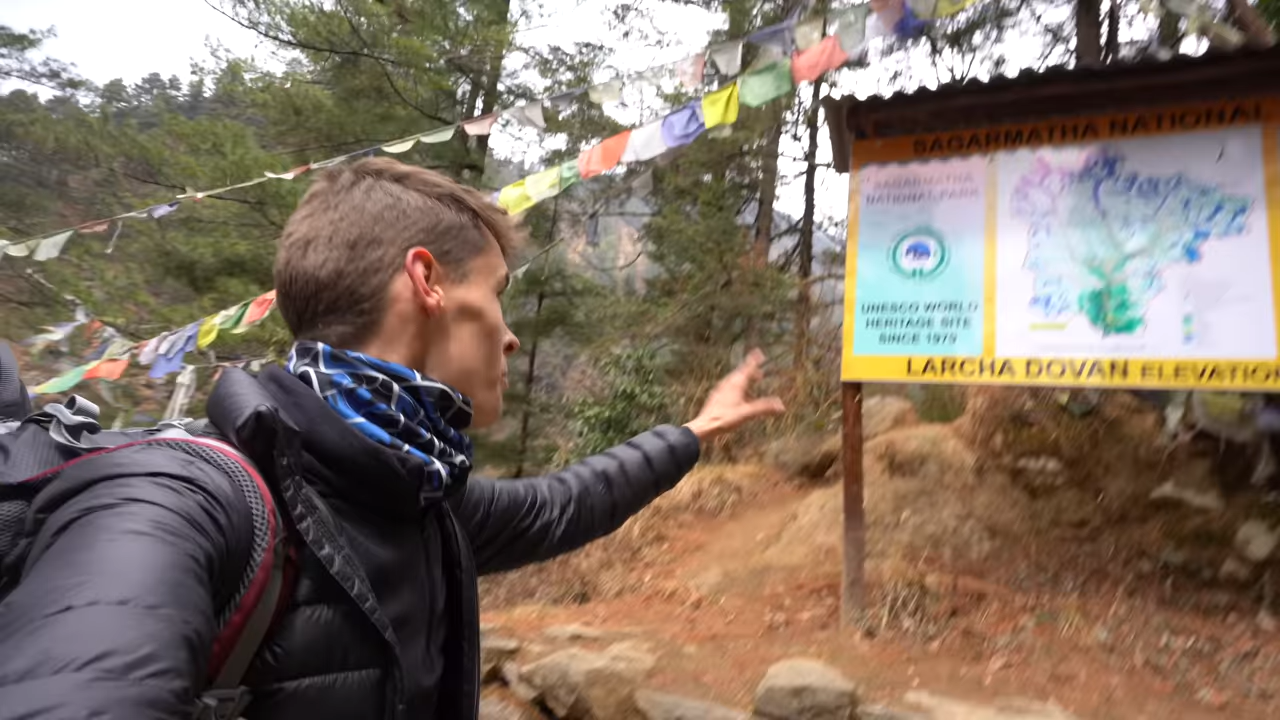 SAGARMATHA NATIONAL
SAGARMATHA
NATIONAL PARK
UNESCO WORLD
HERITAGE SITE
SINCE 1979
LARCHA DOVAN ELEVATION